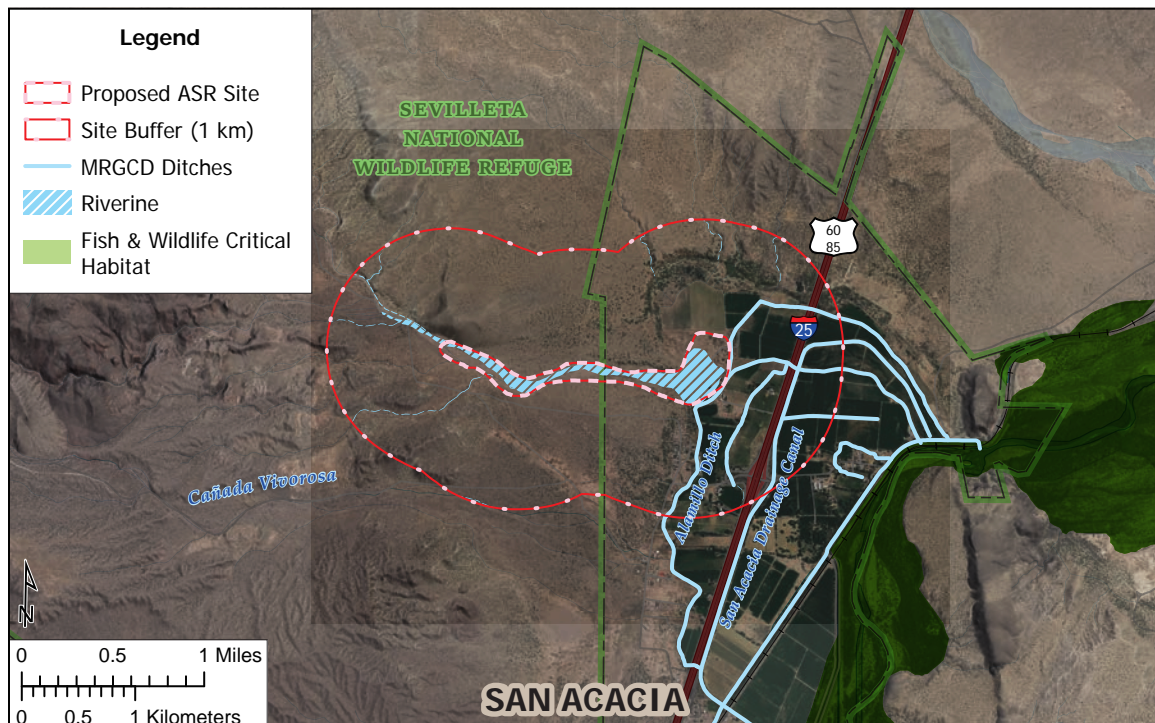 Legend
Proposed ASR Site
Site Buffer (1 km)
MRGCD Ditches
Riverine
Fish & Wildlife Critical
Habitat
SEVILLETA
NATIONAL
WILDLIFE REFUGE
60
85
25
Alamillo Ditch
San Acacia Drainage Canal
Cañada Vivorosa
N
0 0.5 1 Miles
0 0.5 1 Kilometers
SAN ACACIA